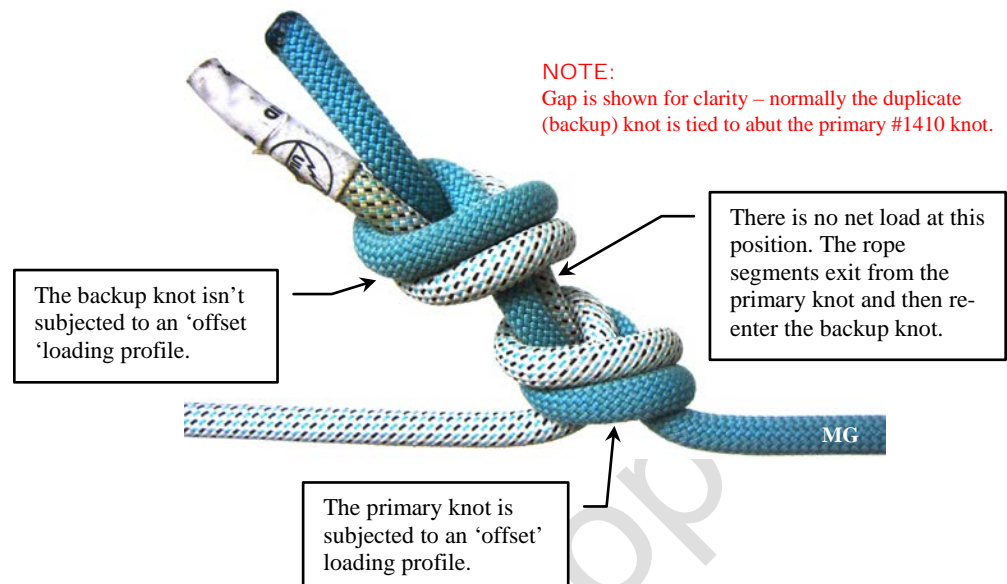 NOTE:
Gap is shown for clarity – normally the duplicate
(backup) knot is tied to abut the primary #1410 knot.
There is no net load at this
position. The rope
segments exit from the
primary knot and then re-
enter the backup knot.
The backup knot isn’t
subjected to an ‘offset
‘loading profile.
MG
The primary knot is
subjected to an ‘offset’
loading profile.